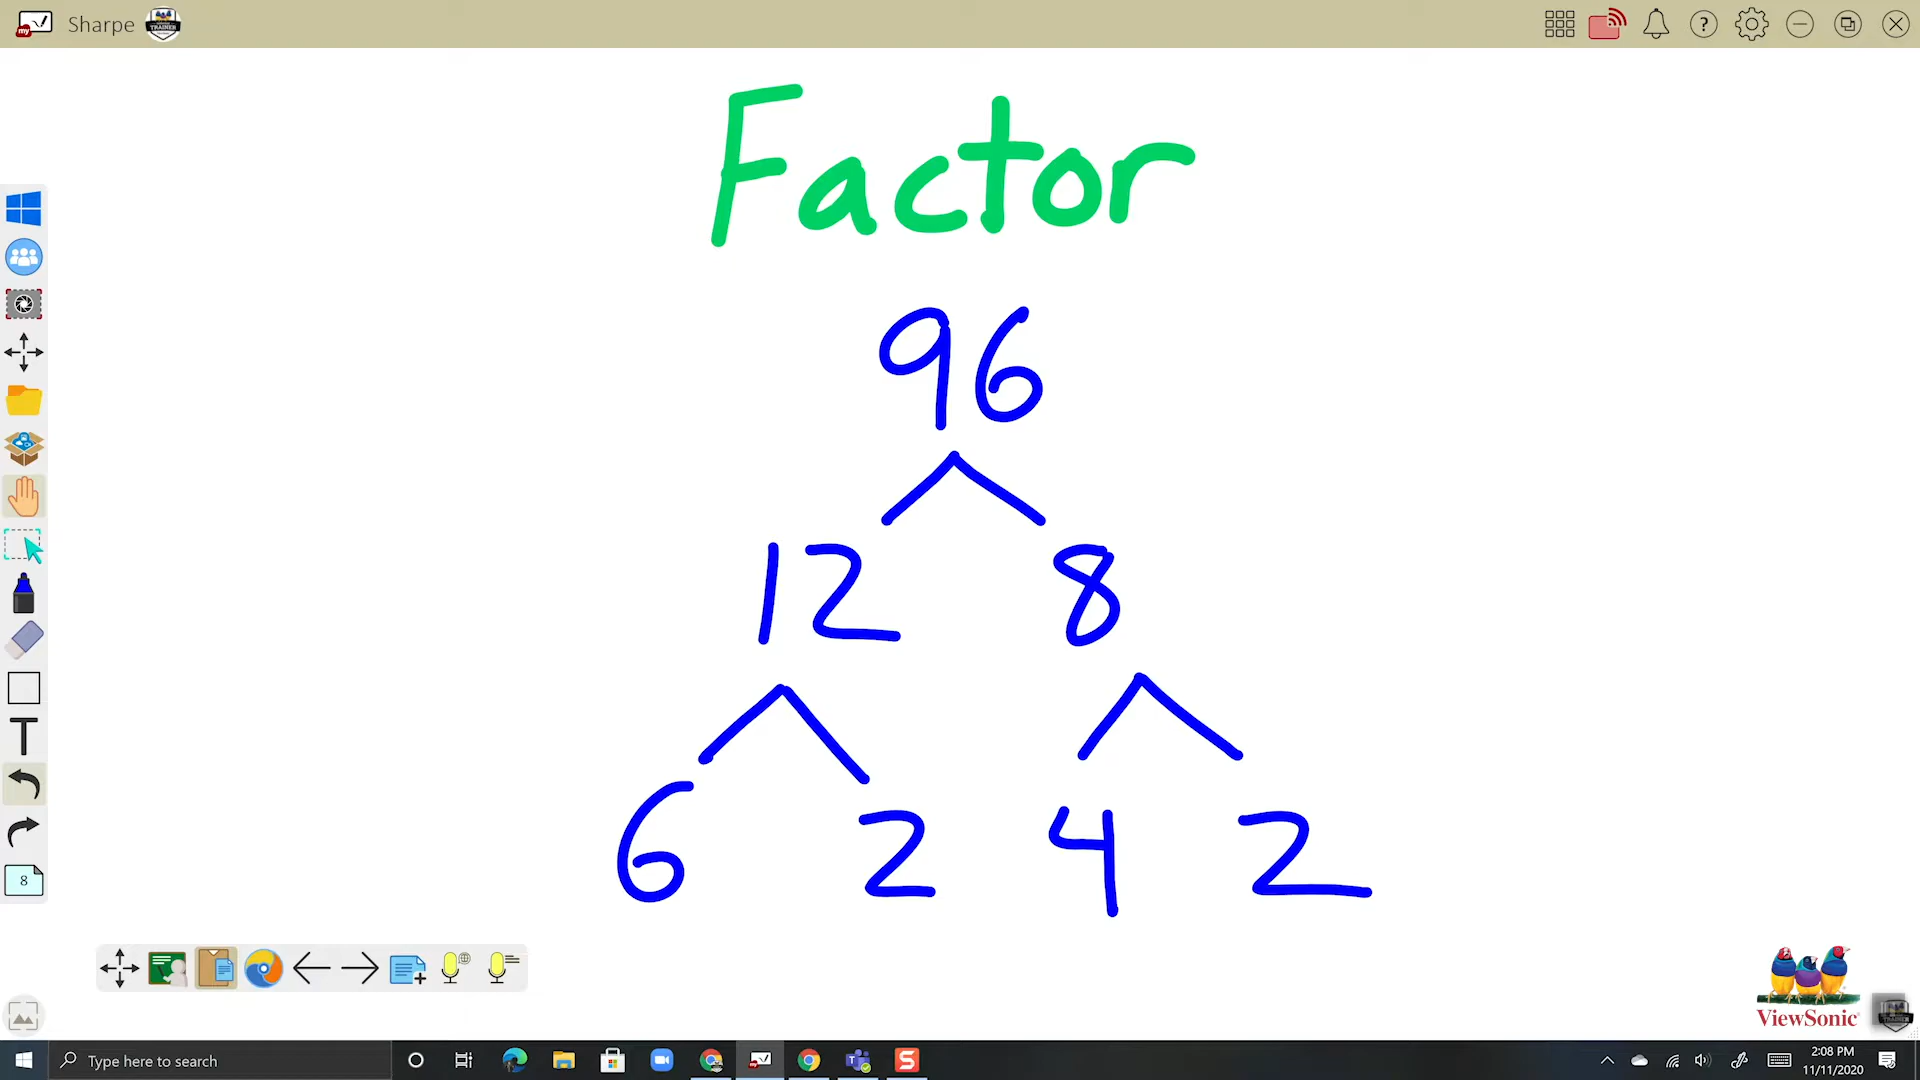 my Sharpe
?
Factor
96
12 8
6 2 4 2
T
8
ViewSonic
Type here to search
S
2:08 PM
11/11/2020